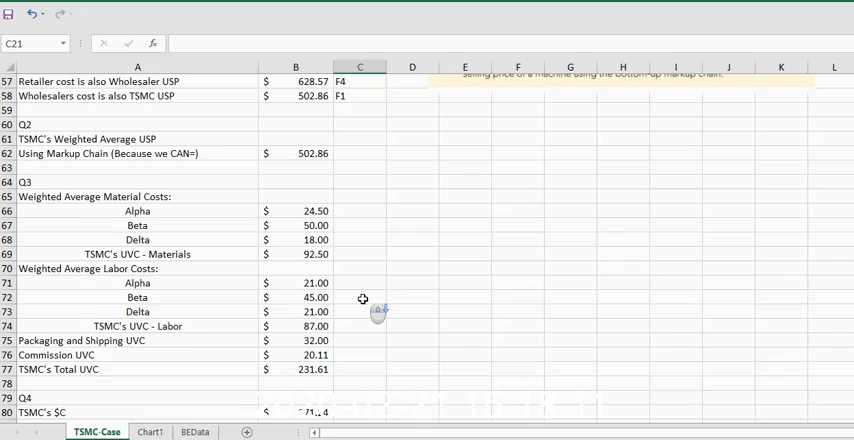 C21
fx
A B C D E F G H I J K L
selling price of a machine using the bottom-up markup chain.
57 Retailer cost is also Wholesaler USP $ 628.57 F4
58 Wholesalers cost is also TSMC USP $ 502.86 F1
59
60 Q2
61 TSMC's Weighted Average USP
62 Using Markup Chain (Because we CAN=) $ 502.86
63
64 Q3
65 Weighted Average Material Costs:
66 Alpha $ 24.50
67 Beta $ 50.00
68 Delta $ 18.00
69 TSMC's UVC - Materials $ 92.50
70 Weighted Average Labor Costs:
71 Alpha $ 21.00
72 Beta $ 45.00
73 Delta $ 21.00
74 TSMC's UVC - Labor $ 87.00
75 Packaging and Shipping UVC $ 32.00
76 Commission UVC $ 20.11
77 TSMC's Total UVC $ 231.61
78
79 Q4
80 TSMC's $C
TSMC-Case Chart1 BEData